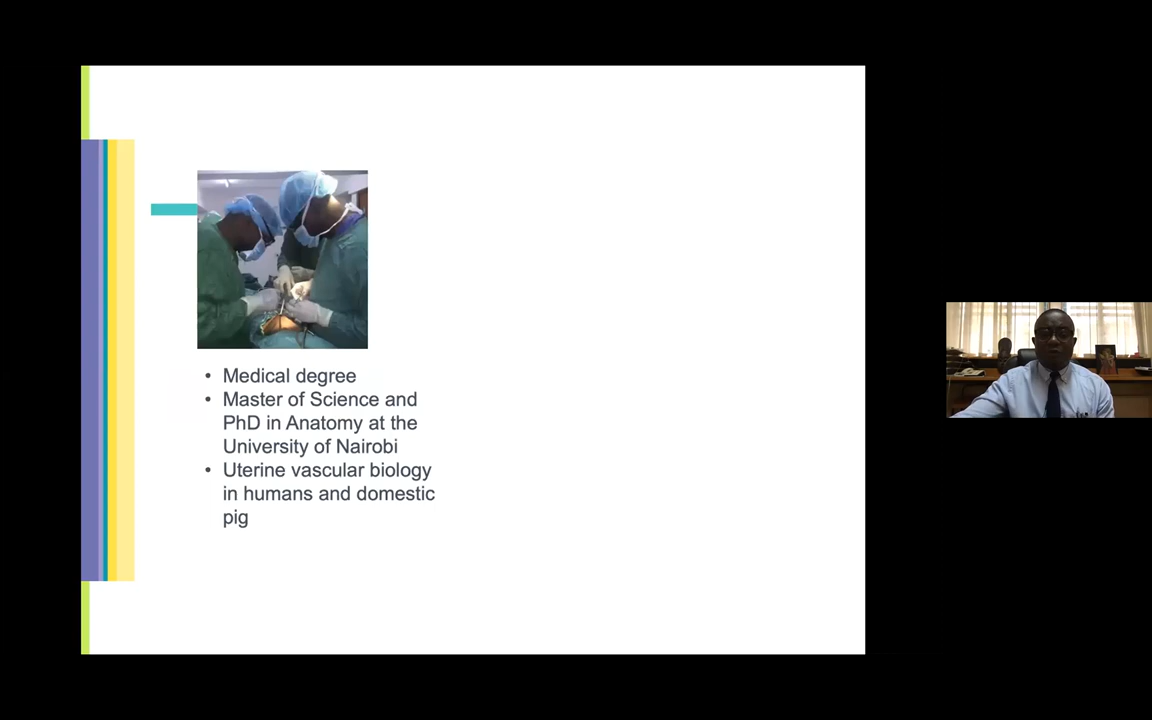 • Medical degree
• Master of Science and
PhD in Anatomy at the
University of Nairobi
• Uterine vascular biology
in humans and domestic
pig